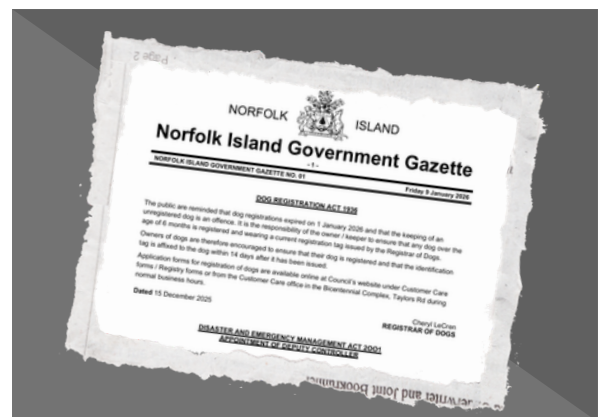 Page 2
NORFOLK ISLAND
Norfolk Island Government Gazette
- 1 -
NORFOLK ISLAND GOVERNMENT GAZETTE NO. 01 Friday 9 January 2026
DOG REGISTRATION ACT 1936
The public are reminded that dog registrations expired on 1 January 2026 and that the keeping of an
unregistered dog is an offence. It is the responsibility of the owner / keeper to ensure that any dog over the
age of 6 months is registered and wearing a current registration tag issued by the Registrar of Dogs.
Owners of dogs are therefore encouraged to ensure that their dog is registered and that the identification
tag is affixed to the dog within 14 days after it has been issued.
Application forms for registration of dogs are available online at Council's website under Customer Care
forms / Registry forms or from the Customer Care office in the Bicentennial Complex, Taylors Rd during
normal business hours.
Dated 15 December 2025
Cheryl LeCren
REGISTRAR OF DOGS
DISASTER AND EMERGENCY MANAGEMENT ACT 2001
APPOINTMENT OF DEPUTY CONTROLLER
and Joint